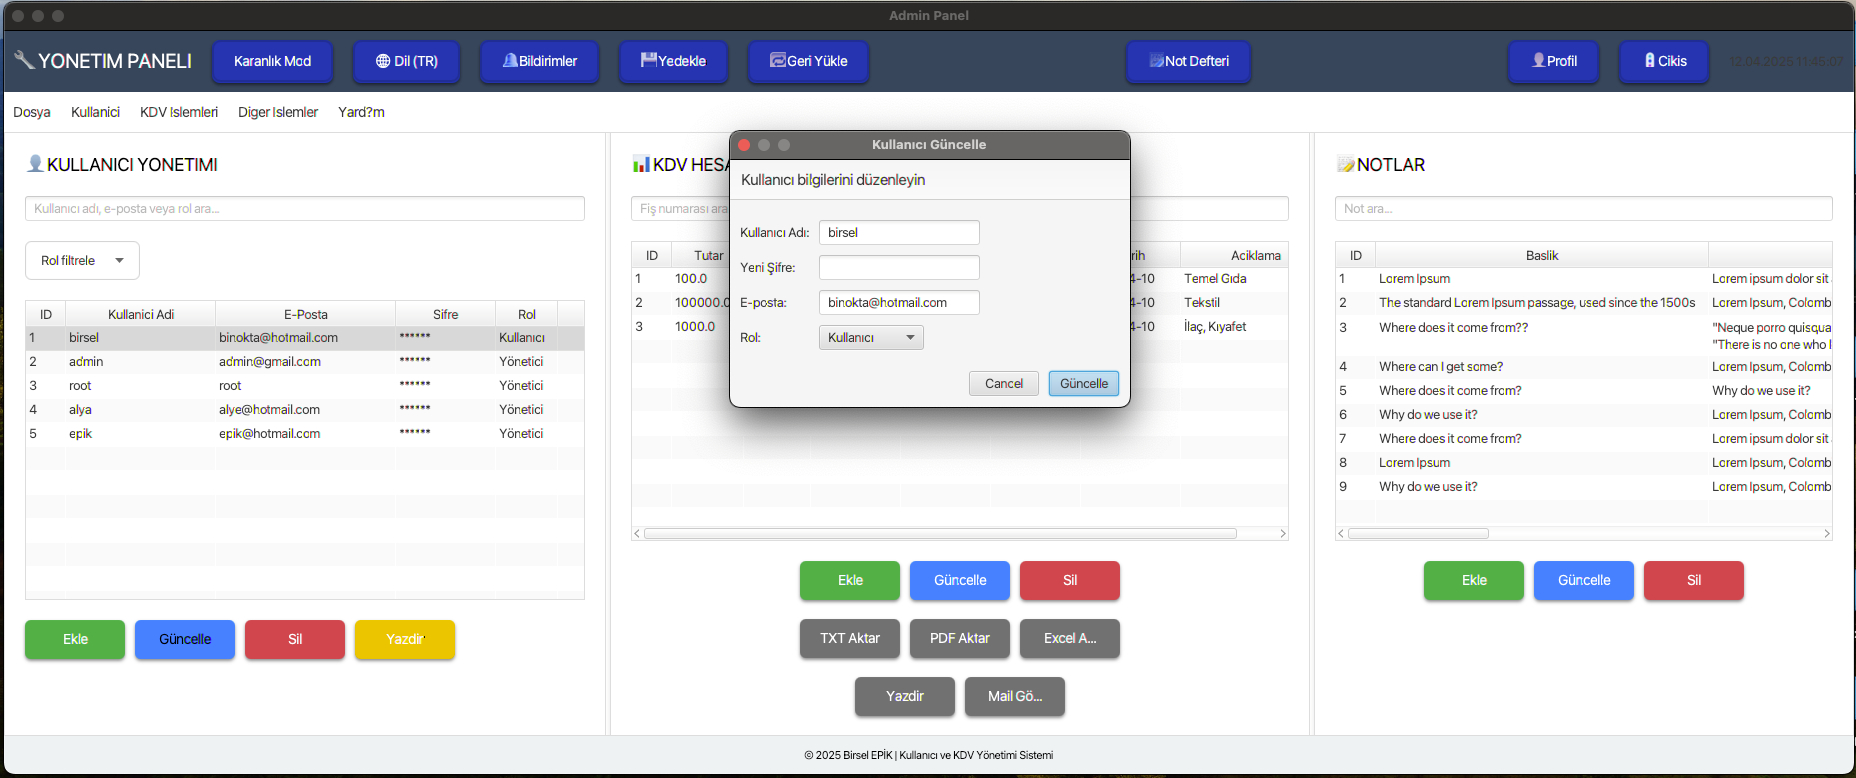 Admin Panel
YONETIM PANELI
Karanlık Mod
Dil (TR)
Bildirimler
Yedekle
Geri Yükle
Not Defteri
Profil
Cikis
12.04.2025 11:45:07
Dosya
Kullanici
KDV Islemleri
Diger Islemler
Yard?m
KULLANICI YONETIMI
Kullanıcı adı, e-posta veya rol ara...
Rol filtrele
ID Kullanici Adi E-Posta Sifre Rol
1 birsel binokta@hotmail.com ****** Kullanıcı
2 admin admin@gmail.com ****** Yönetici
3 root root ****** Yönetici
4 alya alye@hotmail.com ****** Yönetici
5 epik epik@hotmail.com ****** Yönetici
Ekle
Güncelle
Sil
Yazdir
KDV HESA
Fiş numarası ara
ID Tutar rih Aciklama
1 100.0 4-10 Temel Gıda
2 100000.0 4-10 Tekstil
3 1000.0 4-10 İlaç, Kıyafet
Ekle
Güncelle
Sil
TXT Aktar
PDF Aktar
Excel A...
Yazdir
Mail Gö...
Kullanıcı Güncelle
Kullanıcı bilgilerini düzenleyin
Kullanıcı Adı: birsel
Yeni Şifre:
E-posta: binokta@hotmail.com
Rol: Kullanıcı
Cancel
Güncelle
NOTLAR
Not ara...
ID Baslik
1 Lorem Ipsum Lorem ipsum dolor sit
2 The standard Lorem Ipsum passage, used since the 1500s Lorem Ipsum, Colomb
3 Where does it come from?? "Neque porro quisqua
"There is no one who l
4 Where can I get some? Lorem Ipsum, Colomb
5 Where does it come from? Why do we use it?
6 Why do we use it? Lorem Ipsum, Colomb
7 Where does it come from? Lorem ipsum dolor sit
8 Lorem Ipsum Lorem Ipsum, Colomb
9 Why do we use it? Lorem Ipsum, Colomb
Ekle
Güncelle
Sil
© 2025 Birsel EPİK | Kullanıcı ve KDV Yönetimi Sistemi